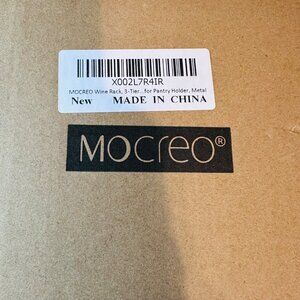 X002L7R4IR
MOCREO Wine Rack, 3-Tier...for Pantry Holder, Metal
New MADE IN CHINA
MOCreo®